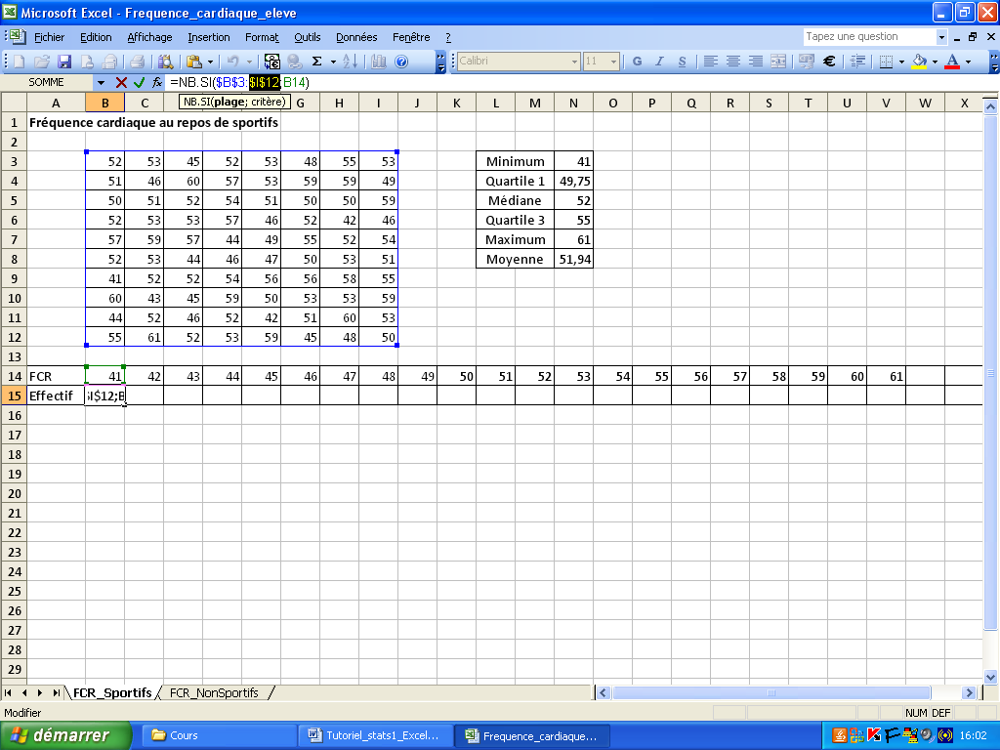 Microsoft Excel - Frequence_cardiaque_eleve
Fichier Edition Affichage Insertion Format Outils Données Fenêtre ? Tapez une question
Calibri 11 G I S
SOMME fx =NB.SI($B$3:$I$12;B14)
NB.SI(plage; critère)
A B C G H I J K L M N O P Q R S T U V W X
1 Fréquence cardiaque au repos de sportifs
2
3 52 53 45 52 53 48 55 53 Minimum 41
4 51 46 60 57 53 59 59 49 Quartile 1 49,75
5 50 51 52 54 51 50 50 59 Médiane 52
6 52 53 53 57 46 52 42 46 Quartile 3 55
7 57 59 57 44 49 55 52 54 Maximum 61
8 52 53 44 46 47 50 53 51 Moyenne 51,94
9 41 52 52 54 56 56 58 55
10 60 43 45 59 50 53 53 59
11 44 52 46 52 42 51 60 53
12 55 61 52 53 59 45 48 50
13
14 FCR 41 42 43 44 45 46 47 48 49 50 51 52 53 54 55 56 57 58 59 60 61
15 Effectif $I$12;B
16
17
18
19
20
21
22
23
24
25
26
27
28
29
FCR_Sportifs FCR_NonSportifs
Modifier NUM DEF
démarrer Cours Tutoriel_stats1_Excel... Frequence_cardiaque... 16:02